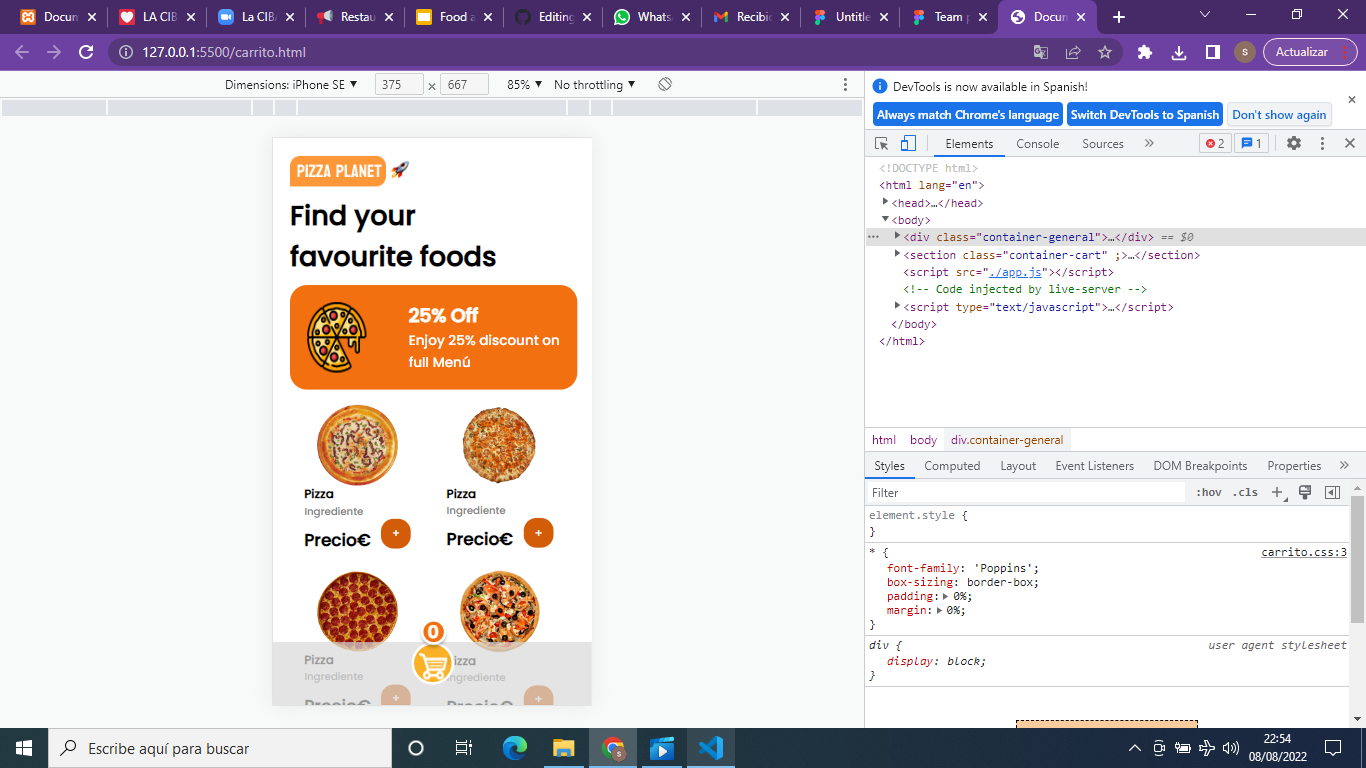 Docum
LA CIB
La CIBA
Restau
Food a
Editing
Whats
Recibid
Untitle
Team p
Docum
127.0.0.1:5500/carrito.html
S
Actualizar
Dimensions: iPhone SE ▼ 375 × 667 85% ▼ No throttling ▼
DevTools is now available in Spanish!
Always match Chrome's language
Switch DevTools to Spanish
Don't show again
Elements Console Sources » 2 1
<!DOCTYPE html>
<html lang="en">
<head>…</head>
<body>
<div class="container-general">…</div> == $0
<section class="container-cart" ;>…</section>
<script src="./app.js"></script>
<!-- Code injected by live-server -->
<script type="text/javascript">…</script>
</body>
</html>
html body div.container-general
Styles Computed Layout Event Listeners DOM Breakpoints Properties »
Filter :hov .cls +
element.style {
}
* { carrito.css:3
font-family: 'Poppins';
box-sizing: border-box;
padding: 0%;
margin: 0%;
}
div { user agent stylesheet
display: block;
}
PIZZA PLANET
Find your
favourite foods
25% Off
Enjoy 25% discount on
full Menú
Pizza
Ingrediente
Precio€ +
Pizza
Ingrediente
Precio€ +
0
Pizza
Ingrediente
Precio€ +
Pizza
Ingrediente
Precio€ +
Escribe aquí para buscar
S
22:54
08/08/2022